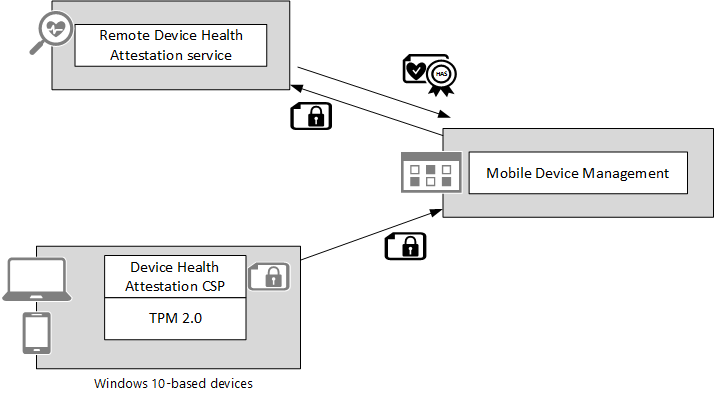 Remote Device Health
Attestation service
HAS
Mobile Device Management
Device Health
Attestation CSP
TPM 2.0
Windows 10-based devices